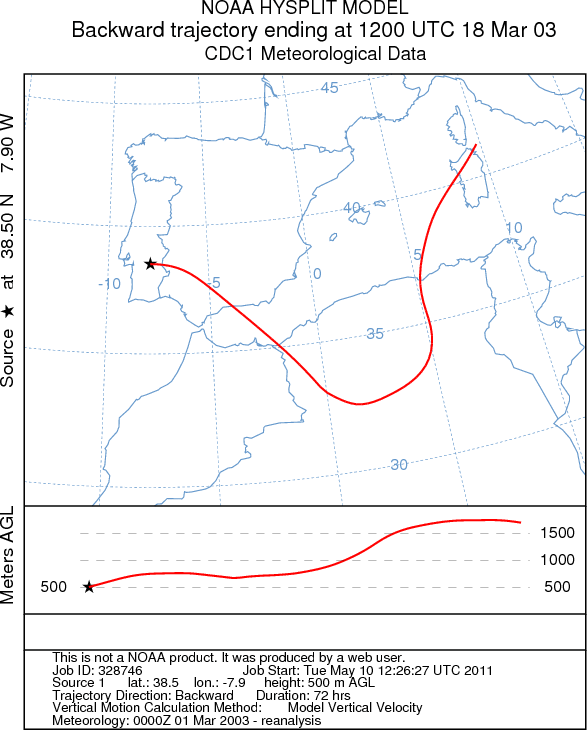 NOAA HYSPLIT MODEL
Backward trajectory ending at 1200 UTC 18 Mar 03
CDC1 Meteorological Data
Source ★ at 38.50 N 7.90 W
45
40
10
5
-10
-5
0
35
30
Meters AGL
1500
1000
500
500
This is not a NOAA product. It was produced by a web user.
Job ID: 328746 Job Start: Tue May 10 12:26:27 UTC 2011
Source 1 lat.: 38.5 lon.: -7.9 height: 500 m AGL
Trajectory Direction: Backward Duration: 72 hrs
Vertical Motion Calculation Method: Model Vertical Velocity
Meteorology: 0000Z 01 Mar 2003 - reanalysis